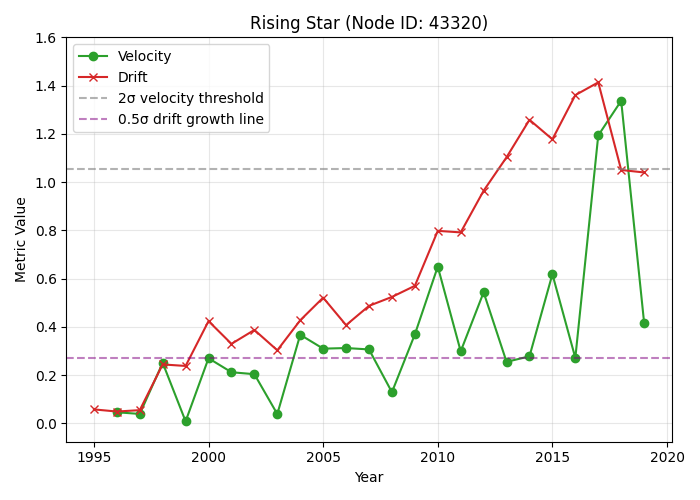 Rising Star (Node ID: 43320)
Velocity
Drift
2σ velocity threshold
0.5σ drift growth line
Metric Value
1.6
1.4
1.2
1.0
0.8
0.6
0.4
0.2
0.0
1995 2000 2005 2010 2015 2020
Year